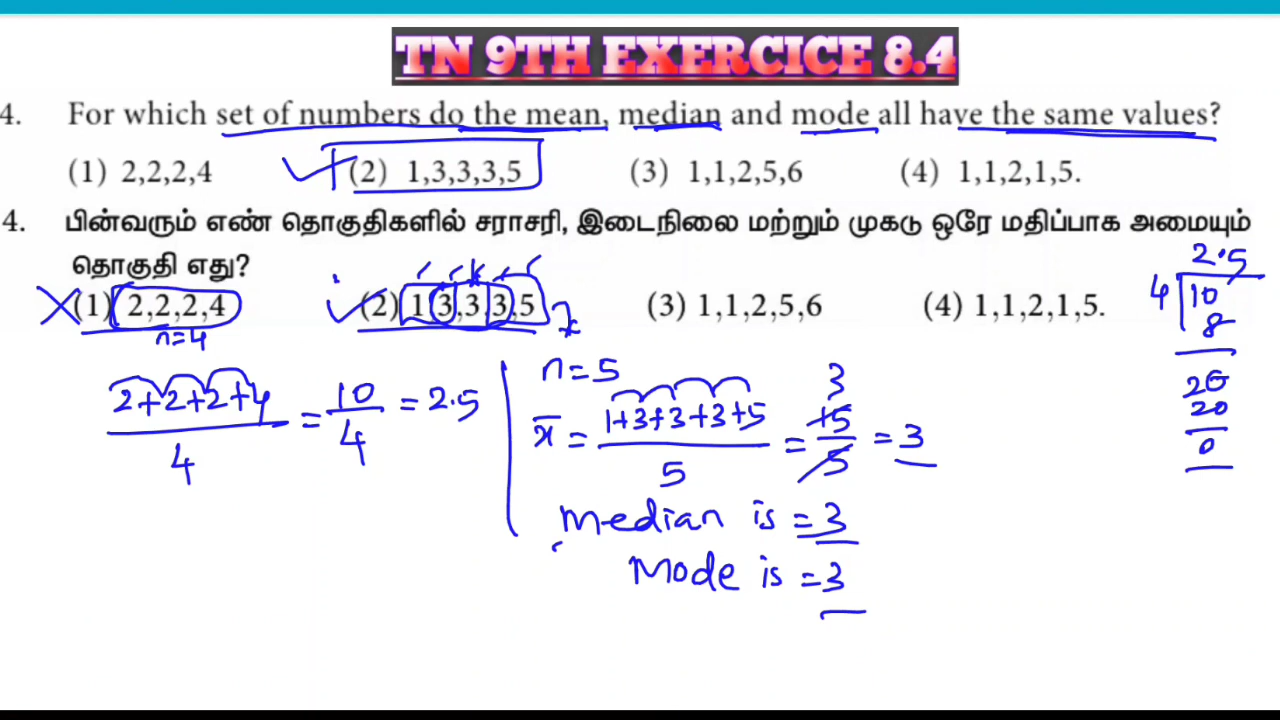 TN 9TH EXERCICE 8.4
4. For which set of numbers do the mean, median and mode all have the same values?
(1) 2,2,2,4 (2) 1,3,3,3,5 (3) 1,1,2,5,6 (4) 1,1,2,1,5.
4. பின்வரும் எண் தொகுதிகளில் சராசரி, இடைநிலை மற்றும் முகடு ஒரே மதிப்பாக அமையும்
தொகுதி எது?
(1) 2,2,2,4 (2) 1,3,3,3,5 (3) 1,1,2,5,6 (4) 1,1,2,1,5.
n=4
2+2+2+4 / 4 = 10/4 = 2.5
n=5
x̄ = 1+3+3+3+5 / 5 = 15/5 = 3
3
median is = 3
Mode is = 3
2.5
4 10
8
20
20
0